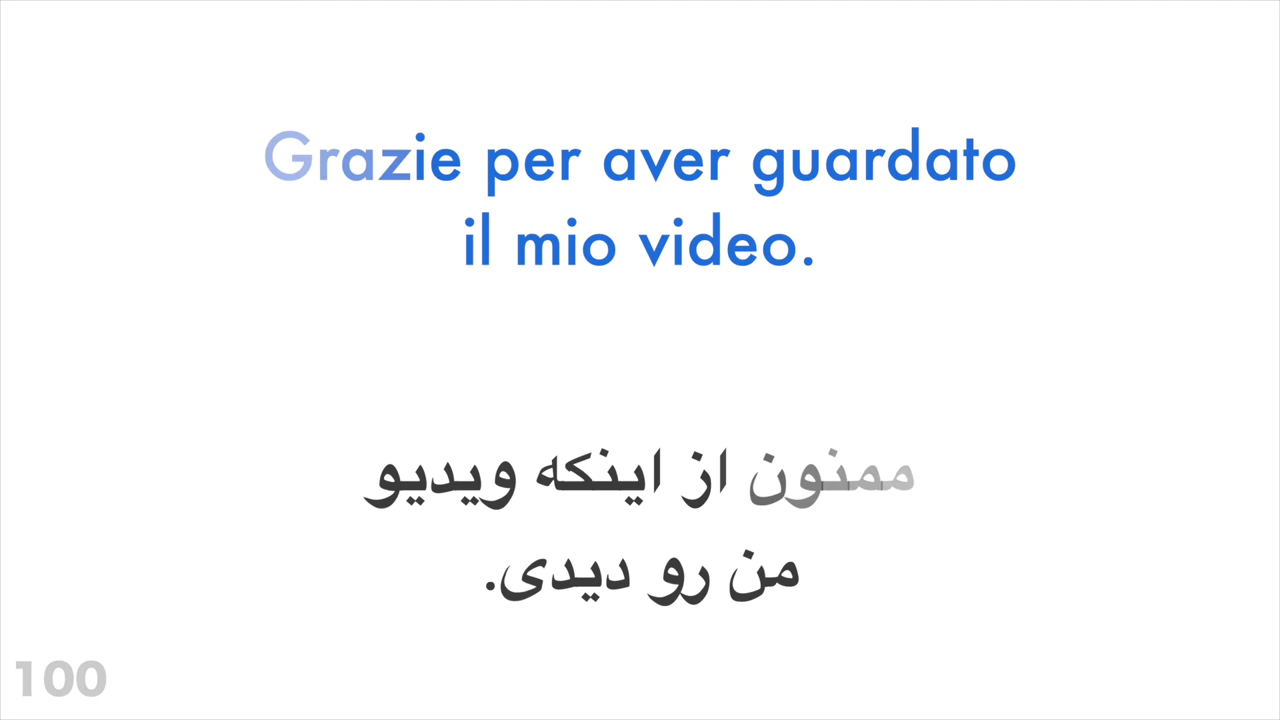 Grazie per aver guardato
il mio video.
ممنون از اینکه ویدیو
من رو دیدی.
100